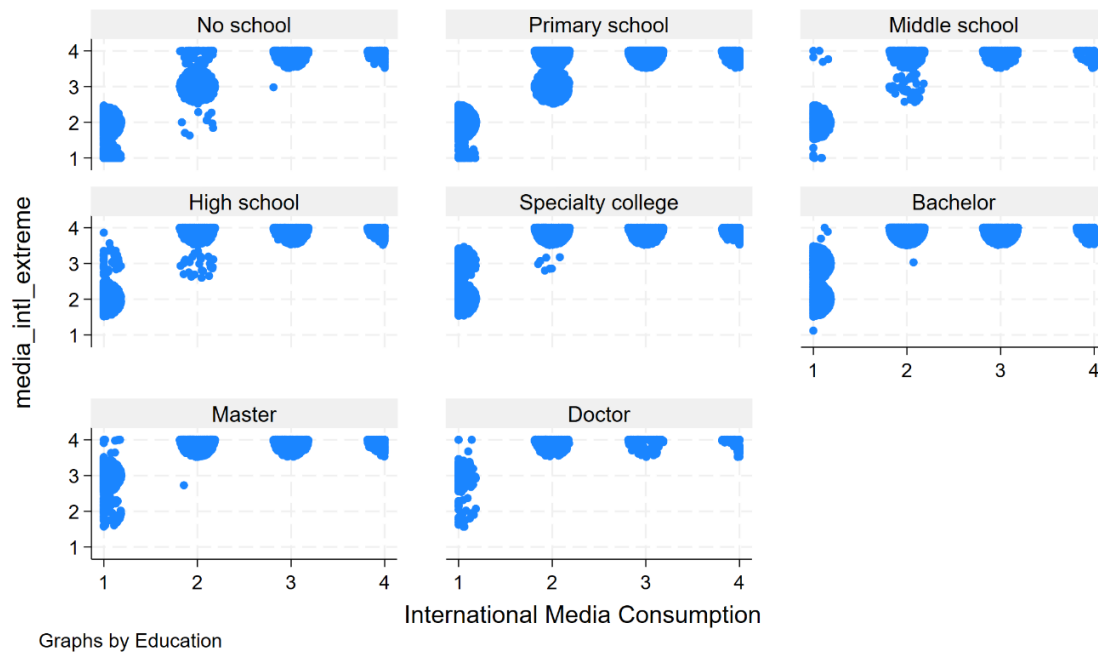 No school
Primary school
Middle school
4
3
2
1
High school
Specialty college
Bachelor
4
3
2
1
1 2 3 4
Master
Doctor
4
3
2
1
1 2 3 4
1 2 3 4
media_intl_extreme
International Media Consumption
Graphs by Education